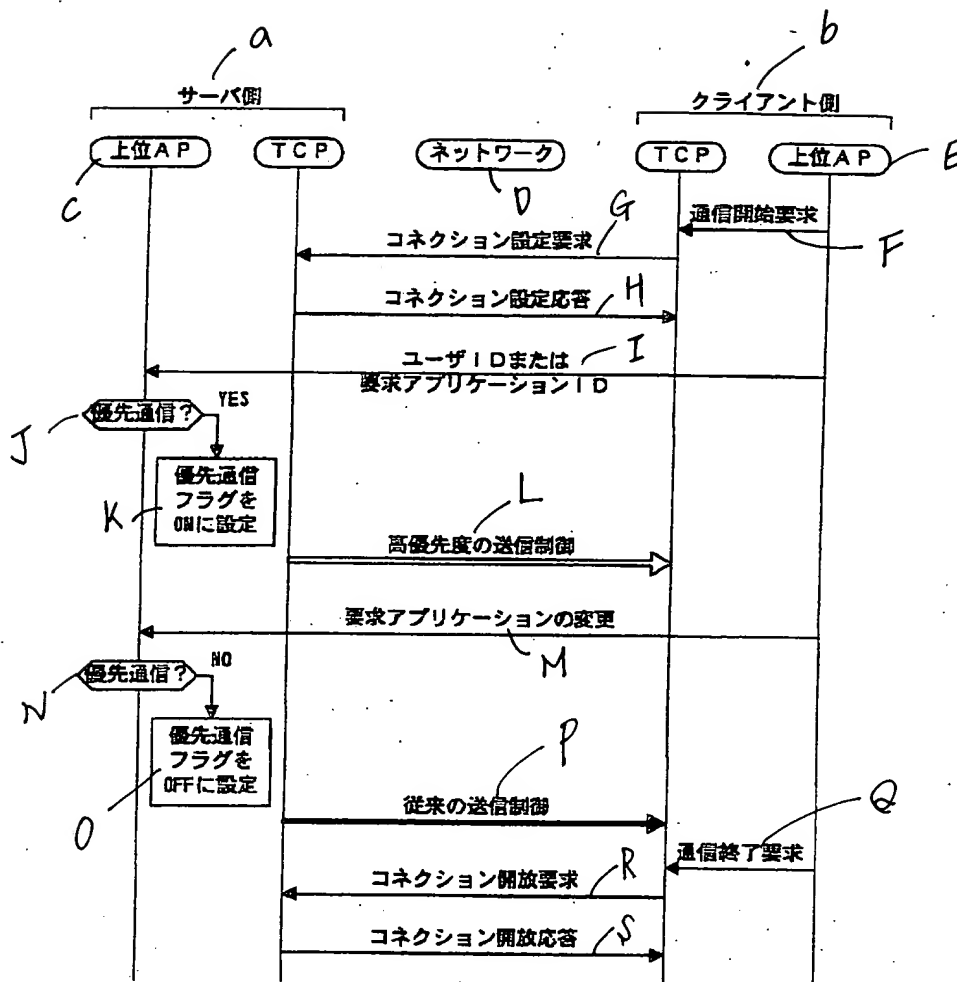 a
b
サーバ側
クライアント側
上位AP
TCP
ネットワーク
TCP
上位AP
C
D
E
通信開始要求
F
G
コネクション設定要求
コネクション設定応答
H
ユーザIDまたは
I
要求アプリケーションID
J
優先通信?
YES
優先通信
フラグを
ONに設定
K
L
高優先度の送信制御
要求アプリケーションの変更
M
N
優先通信?
NO
優先通信
フラグを
OFFに設定
O
P
従来の送信制御
Q
通信終了要求
コネクション開放要求
R
コネクション開放応答
S